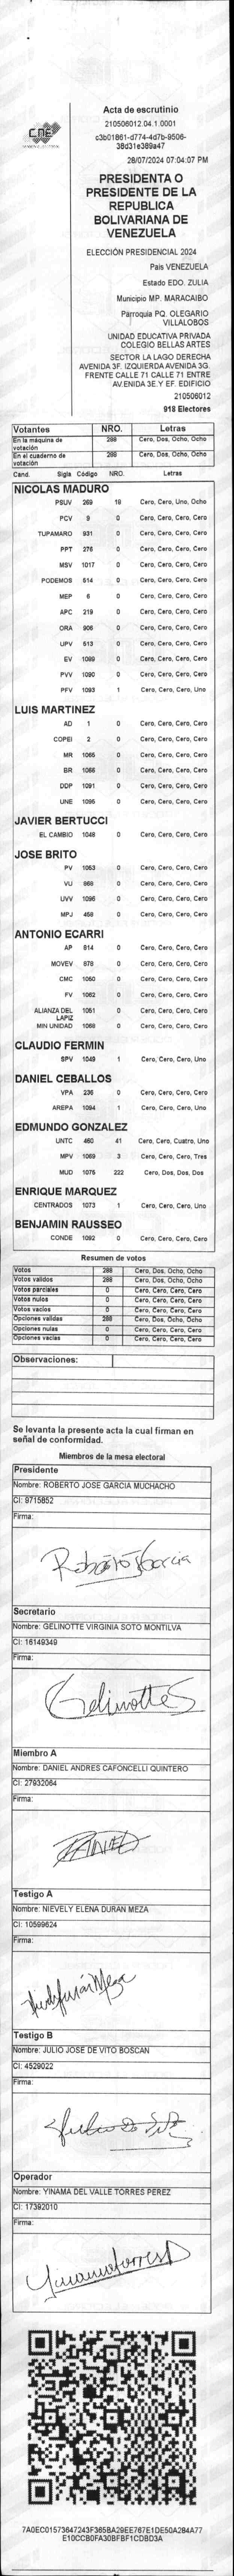 CNE
Acta de escrutinio
210506012.04.1.0001
c3b01861-d774-4d7b-9506-
38d31e389a47
28/07/2024 07:04:07 PM
PRESIDENTA O
PRESIDENTE DE LA
REPUBLICA
BOLIVARIANA DE
VENEZUELA
ELECCIÓN PRESIDENCIAL 2024
País VENEZUELA
Estado EDO. ZULIA
Municipio MP. MARACAIBO
Parroquia PQ. OLEGARIO
VILLALOBOS
UNIDAD EDUCATIVA PRIVADA
COLEGIO BELLAS ARTES
SECTOR LA LAGO DERECHA
AVENIDA 3F. IZQUIERDA AVENIDA 3G.
FRENTE CALLE 71 CALLE 71 ENTRE
AVENIDA 3E.Y EF. EDIFICIO
210506012
918 Electores
Votantes NRO. Letras
En la máquina de votación 288 Cero, Dos, Ocho, Ocho
En el cuaderno de votación 288 Cero, Dos, Ocho, Ocho
Cand. Sigla Código NRO. Letras
NICOLAS MADURO
PSUV 269 18 Cero, Cero, Uno, Ocho
PCV 9 0 Cero, Cero, Cero, Cero
TUPAMARO 931 0 Cero, Cero, Cero, Cero
PPT 276 0 Cero, Cero, Cero, Cero
MSV 1017 0 Cero, Cero, Cero, Cero
PODEMOS 514 0 Cero, Cero, Cero, Cero
MEP 6 0 Cero, Cero, Cero, Cero
APC 219 0 Cero, Cero, Cero, Cero
ORA 906 0 Cero, Cero, Cero, Cero
UPV 513 0 Cero, Cero, Cero, Cero
EV 1089 0 Cero, Cero, Cero, Cero
PVV 1090 0 Cero, Cero, Cero, Cero
PFV 1093 1 Cero, Cero, Cero, Uno
LUIS MARTINEZ
AD 1 0 Cero, Cero, Cero, Cero
COPEI 2 0 Cero, Cero, Cero, Cero
MR 1065 0 Cero, Cero, Cero, Cero
BR 1066 0 Cero, Cero, Cero, Cero
DDP 1091 0 Cero, Cero, Cero, Cero
UNE 1095 0 Cero, Cero, Cero, Cero
JAVIER BERTUCCI
EL CAMBIO 1048 0 Cero, Cero, Cero, Cero
JOSE BRITO
PV 1053 0 Cero, Cero, Cero, Cero
VU 868 0 Cero, Cero, Cero, Cero
UVV 1096 0 Cero, Cero, Cero, Cero
MPJ 458 0 Cero, Cero, Cero, Cero
ANTONIO ECARRI
AP 814 0 Cero, Cero, Cero, Cero
MOVEV 878 0 Cero, Cero, Cero, Cero
CMC 1060 0 Cero, Cero, Cero, Cero
FV 1062 0 Cero, Cero, Cero, Cero
ALIANZA DEL LAPIZ 1051 0 Cero, Cero, Cero, Cero
MIN UNIDAD 1068 0 Cero, Cero, Cero, Cero
CLAUDIO FERMIN
SPV 1049 1 Cero, Cero, Cero, Uno
DANIEL CEBALLOS
VPA 236 0 Cero, Cero, Cero, Cero
AREPA 1094 1 Cero, Cero, Cero, Uno
EDMUNDO GONZALEZ
UNTC 460 41 Cero, Cero, Cuatro, Uno
MPV 1069 3 Cero, Cero, Cero, Tres
MUD 1075 222 Cero, Dos, Dos, Dos
ENRIQUE MARQUEZ
CENTRADOS 1073 1 Cero, Cero, Cero, Uno
BENJAMIN RAUSSEO
CONDE 1092 0 Cero, Cero, Cero, Cero
Resumen de votos
Votos 288 Cero, Dos, Ocho, Ocho
Votos validos 288 Cero, Dos, Ocho, Ocho
Votos parciales 0 Cero, Cero, Cero, Cero
Votos nulos 0 Cero, Cero, Cero, Cero
Votos vacíos 0 Cero, Cero, Cero, Cero
Opciones validas 288 Cero, Dos, Ocho, Ocho
Opciones nulas 0 Cero, Cero, Cero, Cero
Opciones vacias 0 Cero, Cero, Cero, Cero
Observaciones:
Se levanta la presente acta la cual firman en
señal de conformidad.
Miembros de la mesa electoral
Presidente
Nombre: ROBERTO JOSE GARCIA MUCHACHO
CI: 9715852
Firma:
Roberto J Garcia
Secretario
Nombre: GELINOTTE VIRGINIA SOTO MONTILVA
CI: 16149349
Firma:
Gelinotte S
Miembro A
Nombre: DANIEL ANDRES CAFONCELLI QUINTERO
CI: 27932064
Firma:
DANIEL
Testigo A
Nombre: NIEVELY ELENA DURAN MEZA
CI: 10599624
Firma:
Testigo B
Nombre: JULIO JOSE DE VITO BOSCAN
CI: 4529022
Firma:
Julio De Vito
Operador
Nombre: YINAMA DEL VALLE TORRES PEREZ
CI: 17392010
Firma:
Yinama torres P
7A0EC01573647243F365BA29EE767E1DE50A284A77
E10CCB0FA30BFBF1CDBD3A